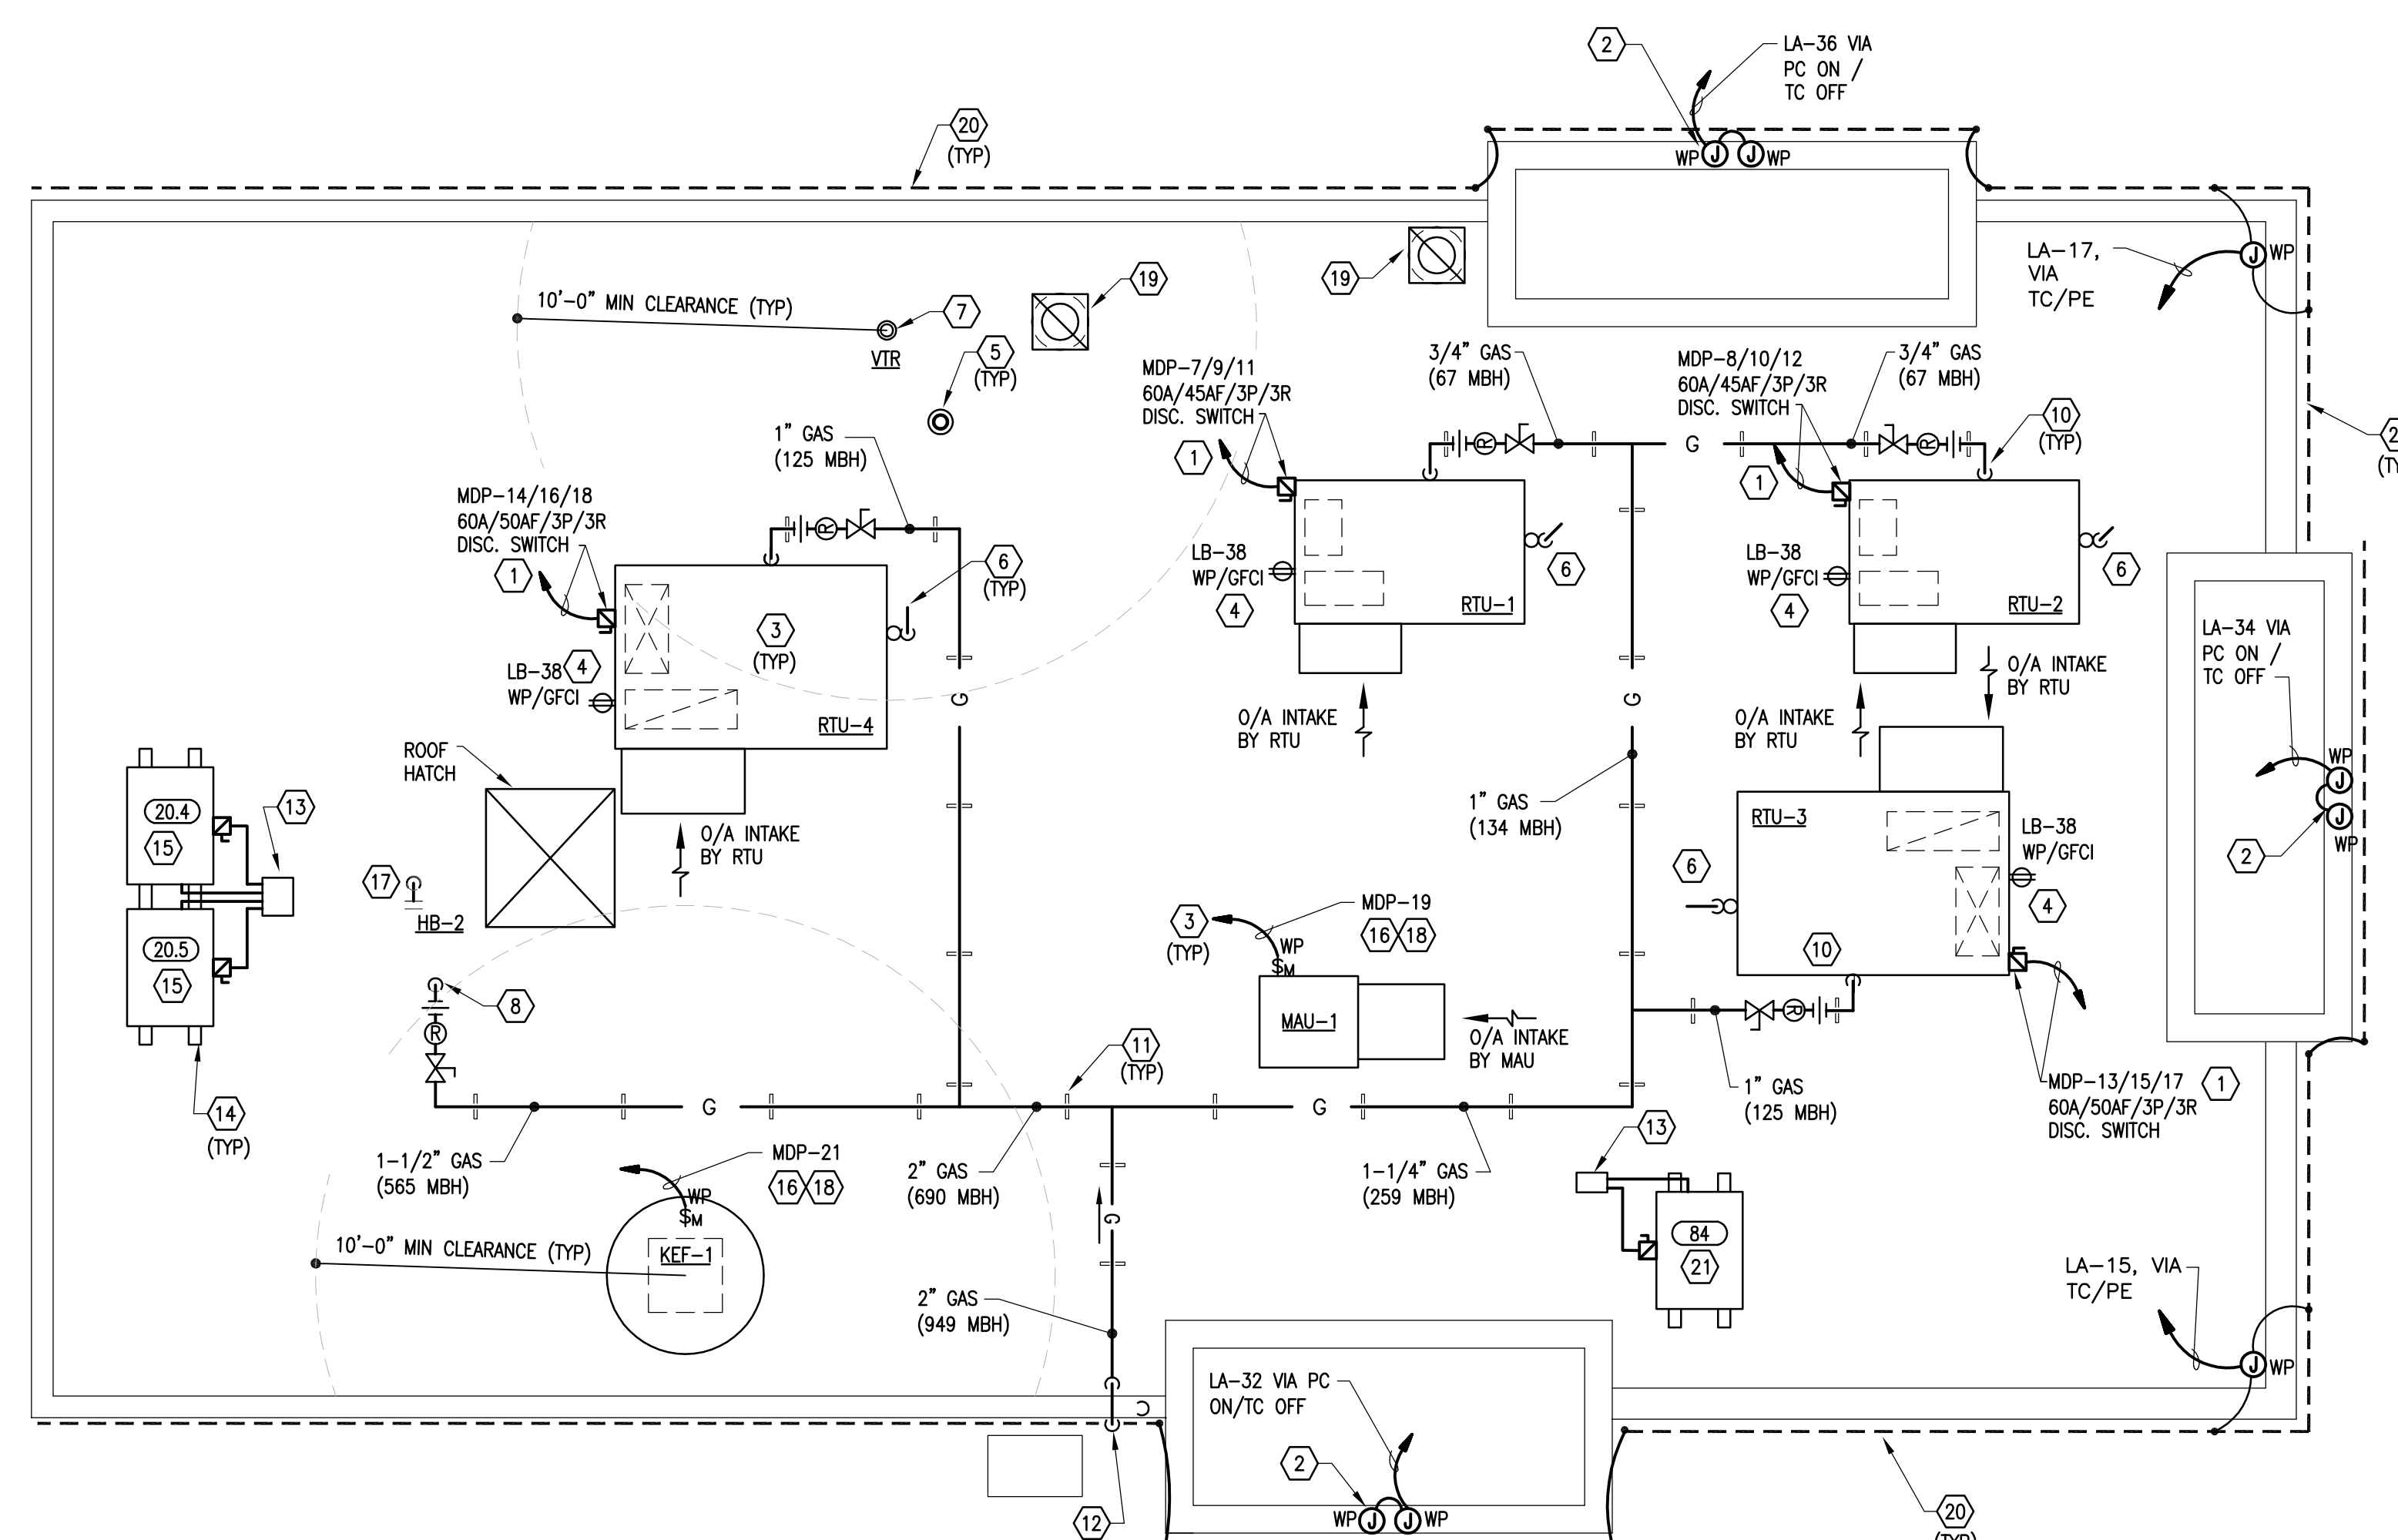 2
LA-36 VIA
PC ON /
TC OFF
20
(TYP)
WP
J
J
WP
LA-17,
VIA
TC/PE
J
WP
19
19
10'-0" MIN CLEARANCE (TYP)
7
VTR
5
(TYP)
MDP-7/9/11
60A/45AF/3P/3R
DISC. SWITCH
3/4" GAS
(67 MBH)
MDP-8/10/12
60A/45AF/3P/3R
DISC. SWITCH
3/4" GAS
(67 MBH)
10
(TYP)
1
R
G
1
R
1" GAS
(125 MBH)
MDP-14/16/18
60A/50AF/3P/3R
DISC. SWITCH
1
R
6
(TYP)
LB-38
WP/GFCI
4
6
RTU-1
LB-38
WP/GFCI
4
6
RTU-2
3
(TYP)
LB-38
WP/GFCI
4
RTU-4
G
G
O/A INTAKE
BY RTU
O/A INTAKE
BY RTU
O/A INTAKE
BY RTU
LA-34 VIA
PC ON /
TC OFF
WP
J
J
WP
2
ROOF
HATCH
20.4
15
13
20.5
15
17
HB-2
O/A INTAKE
BY RTU
1" GAS
(134 MBH)
RTU-3
LB-38
WP/GFCI
4
6
10
3
(TYP)
MDP-19
16
18
WP
$M
MAU-1
O/A INTAKE
BY MAU
8
R
R
14
(TYP)
11
(TYP)
1" GAS
(125 MBH)
MDP-13/15/17
60A/50AF/3P/3R
DISC. SWITCH
1
G
G
1-1/2" GAS
(565 MBH)
MDP-21
16
18
WP
$M
KEF-1
10'-0" MIN CLEARANCE (TYP)
2" GAS
(690 MBH)
G
1-1/4" GAS
(259 MBH)
13
84
21
2" GAS
(949 MBH)
LA-15, VIA
TC/PE
J
WP
LA-32 VIA PC
ON/TC OFF
2
WP
J
J
WP
12
20